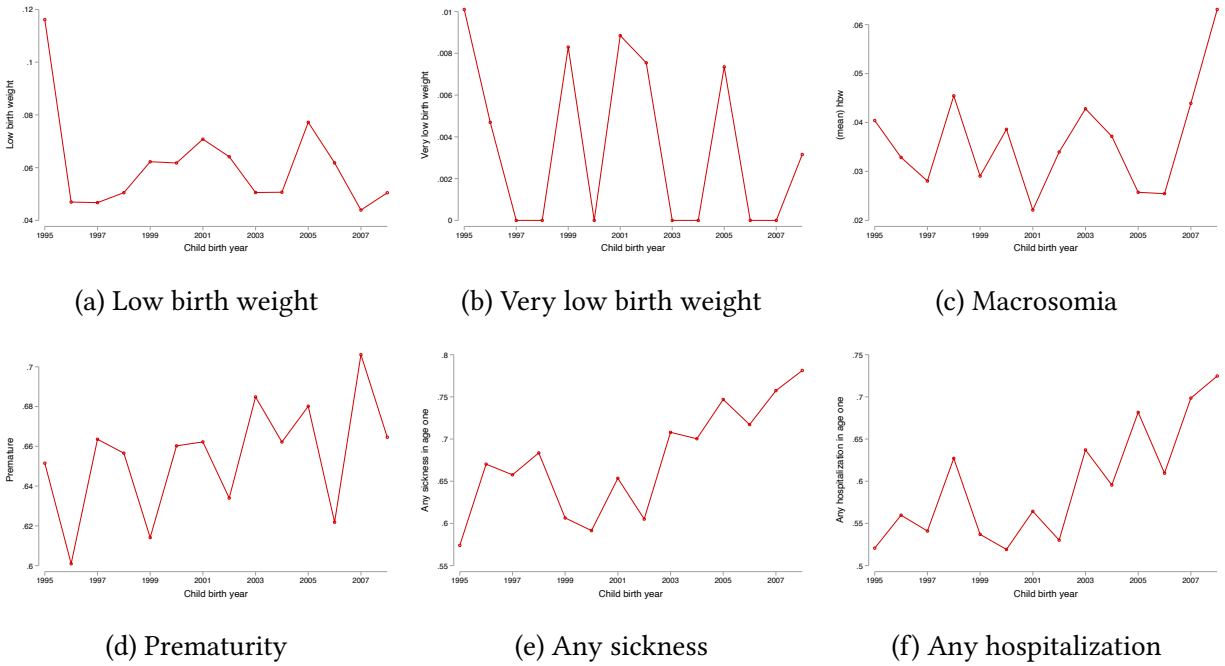 .12
.1
.08
.06
.04
Low birth weight
1995 1997 1999 2001 2003 2005 2007
Child birth year
(a) Low birth weight
.01
.008
.006
.004
.002
0
Very low birth weight
1995 1997 1999 2001 2003 2005 2007
Child birth year
(b) Very low birth weight
.06
.05
.04
.03
.02
(mean) hbw
1995 1997 1999 2001 2003 2005 2007
Child birth year
(c) Macrosomia
.7
.68
.66
.64
.62
.6
Premature
1995 1997 1999 2001 2003 2005 2007
Child birth year
(d) Prematurity
.8
.75
.7
.65
.6
.55
Any sickness in age one
1995 1997 1999 2001 2003 2005 2007
Child birth year
(e) Any sickness
.75
.7
.65
.6
.55
.5
Any hospitalization in age one
1995 1997 1999 2001 2003 2005 2007
Child birth year
(f) Any hospitalization